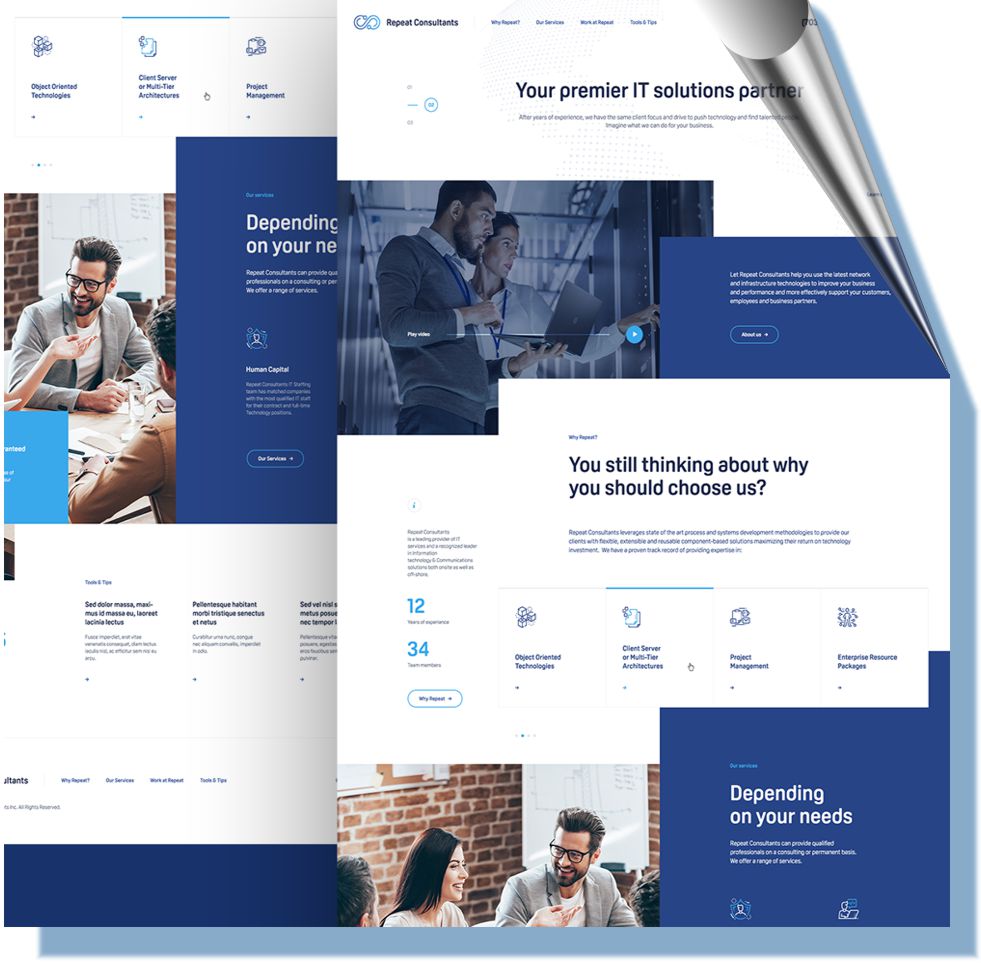 Object Oriented
Technologies
Client Server
or Multi-Tier
Architectures
Project
Management
Our services
Depending
on your ne
Repeat Consultants can provide qua
professionals on a consulting or per
We offer a range of services.
Human Capital
Repeat Consultants IT Staffing
team has matched companies
with the most qualified IT staff
for their contract and full-time
Technology positions.
Our Services
ranteed
Tools & Tips
Sed dolor massa, maxi-
mus id massa eu, laoreet
lacinia lectus
Fusce imperdiet, erat vitae
venenatis consequat, diam lectus
iaculis nisl, ac efficitur sem nisi eu
arcu.
Pellentesque habitant
morbi tristique senectus
et netus
Curabitur urna nunc, congue
nec aliquam convallis, imperdiet
in odio.
Sed vel nisl s
metus posue
nec tempor l
Pellentesque vita
posuere, egestas
eros faucibus sen
pulvinar.
ultants
Why Repeat?
Our Services
Work at Repeat
Tools & Tips
ts Inc. All Rights Reserved.
Repeat Consultants
Why Repeat?
Our Services
Work at Repeat
Tools & Tips
(703
01
02
03
Your premier IT solutions partner
After years of experience, we have the same client focus and drive to push technology and find talented people.
Imagine what we can do for your business.
Learn
Play video
Let Repeat Consultants help you use the latest network
and infrastructure technologies to improve your business
and performance and more effectively support your customers,
employees and business partners.
About us
Why Repeat?
You still thinking about why
you should choose us?
Repeat Consultants leverages state of the art process and systems development methodologies to provide our
clients with flexible, extensible and reusable component-based solutions maximizing their return on technology
investment. We have a proven track record of providing expertise in:
i
Repeat Consultants
is a leading provider of IT
services and a recognized leader
in information
technology & Communications
solutions both onsite as well as
off-shore.
12
Years of experience
34
Team members
Why Repeat
Object Oriented
Technologies
Client Server
or Multi-Tier
Architectures
Project
Management
Enterprise Resource
Packages
Our services
Depending
on your needs
Repeat Consultants can provide qualified
professionals on a consulting or permanent basis.
We offer a range of services.